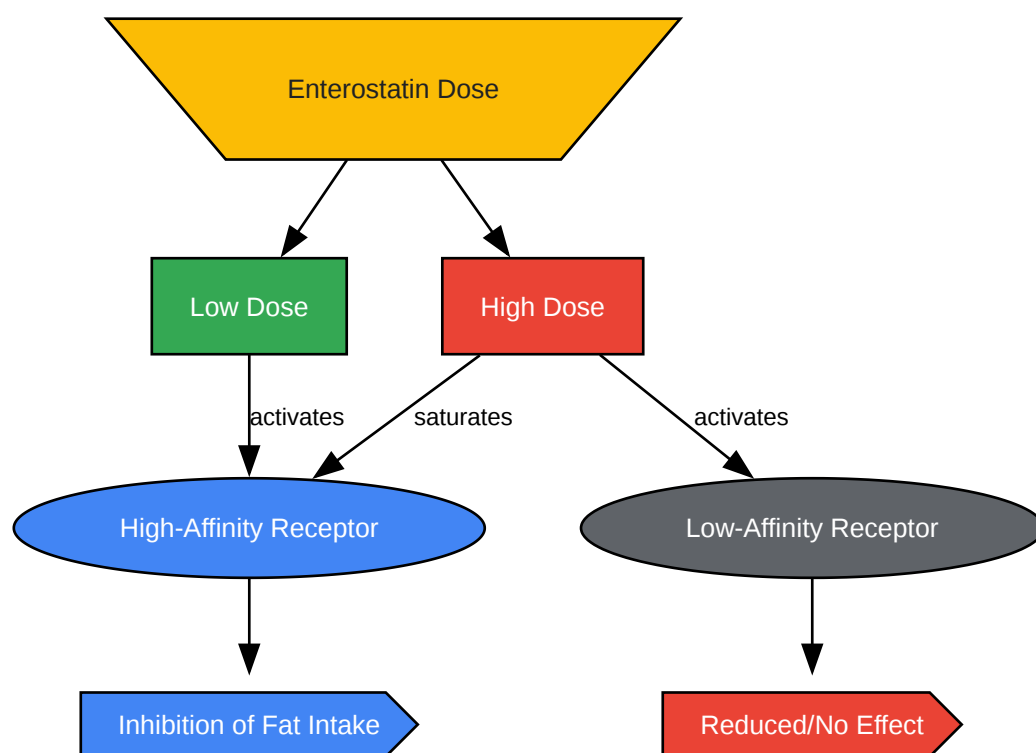 Enterostatin Dose
Low Dose
High Dose
activates
saturates
activates
High-Affinity Receptor
Low-Affinity Receptor
Inhibition of Fat Intake
Reduced/No Effect